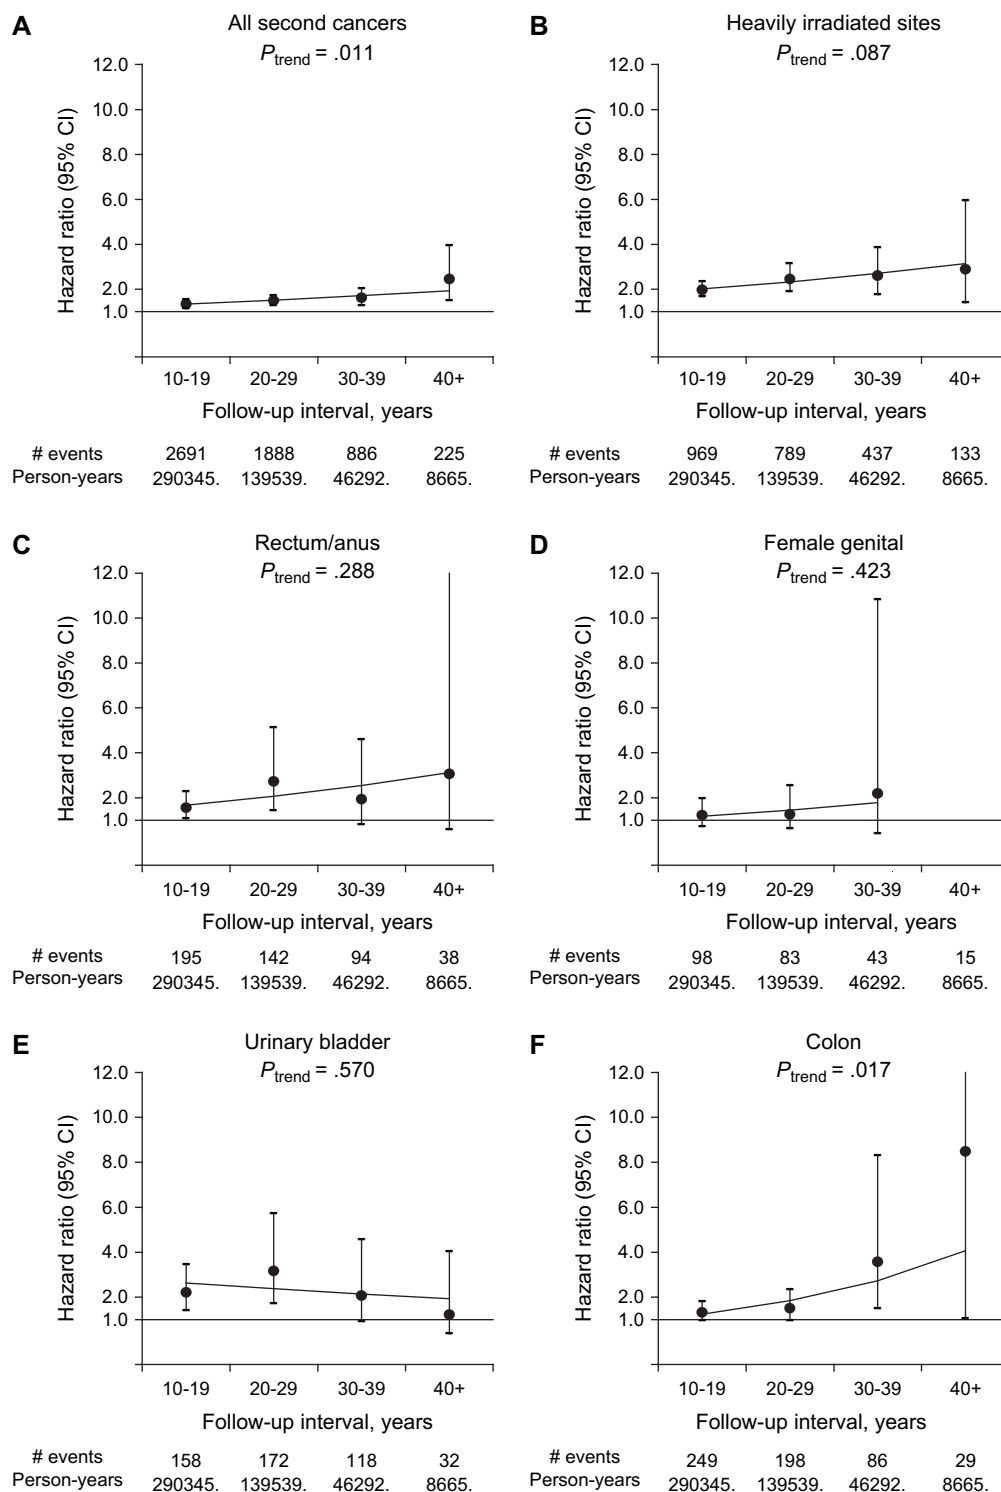 A
All second cancers
Ptrend = .011
12.0
10.0
8.0
6.0
4.0
2.0
1.0
Hazard ratio (95% CI)
10-19 20-29 30-39 40+
Follow-up interval, years
# events 2691 1888 886 225
Person-years 290345. 139539. 46292. 8665.
B
Heavily irradiated sites
Ptrend = .087
12.0
10.0
8.0
6.0
4.0
2.0
1.0
Hazard ratio (95% CI)
10-19 20-29 30-39 40+
Follow-up interval, years
# events 969 789 437 133
Person-years 290345. 139539. 46292. 8665.
C
Rectum/anus
Ptrend = .288
12.0
10.0
8.0
6.0
4.0
2.0
1.0
Hazard ratio (95% CI)
10-19 20-29 30-39 40+
Follow-up interval, years
# events 195 142 94 38
Person-years 290345. 139539. 46292. 8665.
D
Female genital
Ptrend = .423
12.0
10.0
8.0
6.0
4.0
2.0
1.0
Hazard ratio (95% CI)
10-19 20-29 30-39 40+
Follow-up interval, years
# events 98 83 43 15
Person-years 290345. 139539. 46292. 8665.
E
Urinary bladder
Ptrend = .570
12.0
10.0
8.0
6.0
4.0
2.0
1.0
Hazard ratio (95% CI)
10-19 20-29 30-39 40+
Follow-up interval, years
# events 158 172 118 32
Person-years 290345. 139539. 46292. 8665.
F
Colon
Ptrend = .017
12.0
10.0
8.0
6.0
4.0
2.0
1.0
Hazard ratio (95% CI)
10-19 20-29 30-39 40+
Follow-up interval, years
# events 249 198 86 29
Person-years 290345. 139539. 46292. 8665.